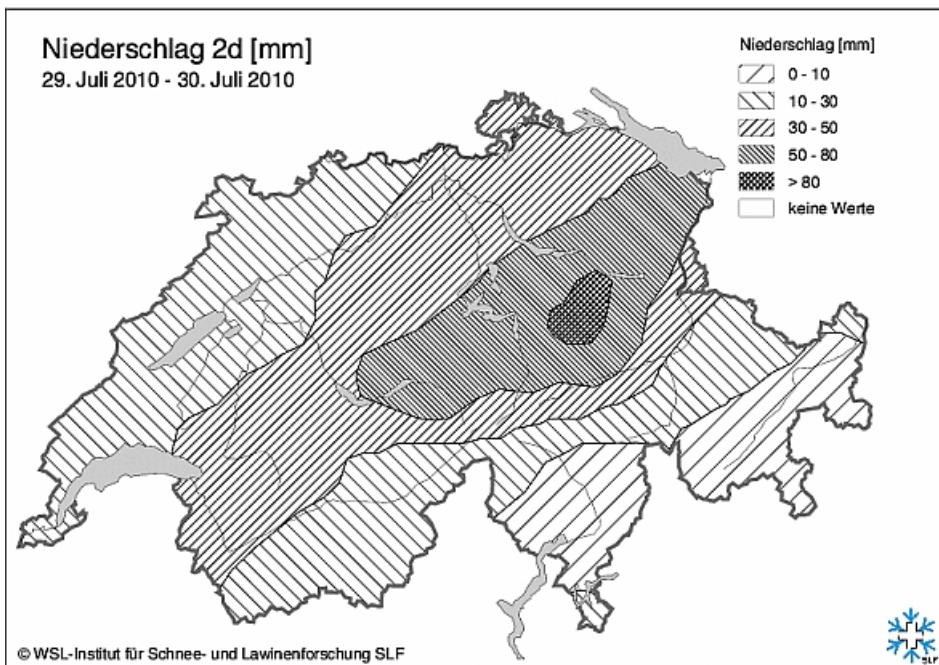 Niederschlag 2d [mm]
29. Juli 2010 - 30. Juli 2010
Niederschlag [mm]
0 - 10
10 - 30
30 - 50
50 - 80
> 80
keine Werte
© WSL-Institut für Schnee- und Lawinenforschung SLF
SLF